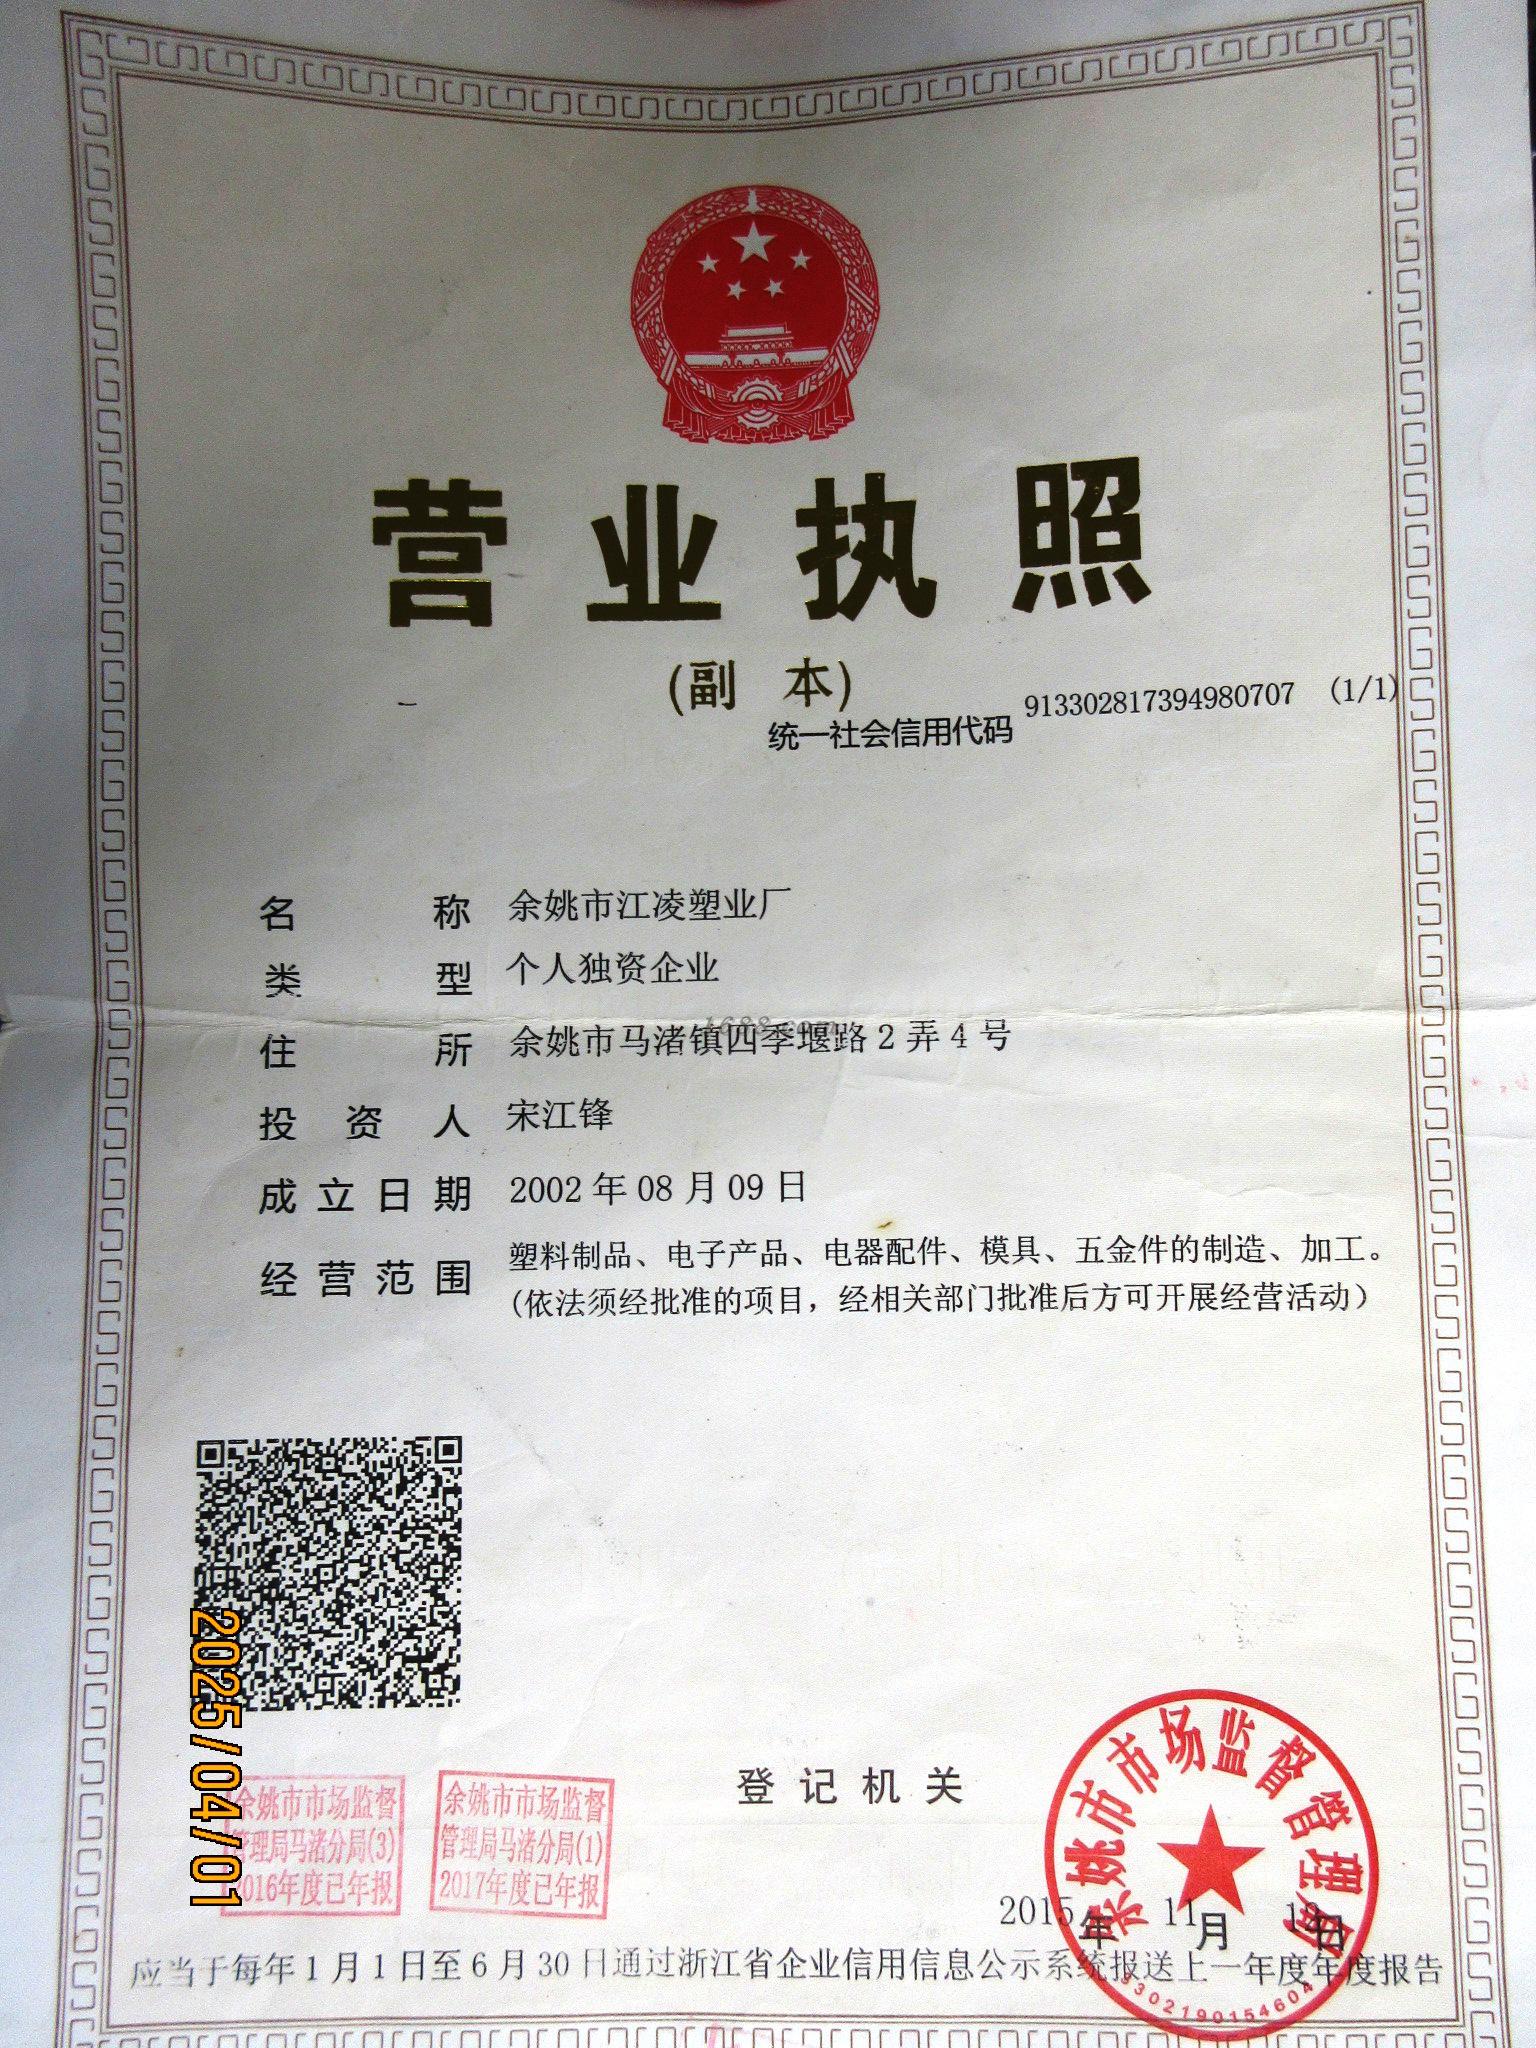 营业执照
(副 本)
统一社会信用代码 913302817394980707 (1/1)
名 称 余姚市江凌塑业厂
类 型 个人独资企业
住 所 余姚市马渚镇四季堰路2弄4号
1688.com
投 资 人 宋江锋
成立日期 2002年08月09日
经营范围 塑料制品、电子产品、电器配件、模具、五金件的制造、加工。
(依法须经批准的项目，经相关部门批准后方可开展经营活动)
2025/04/01
余姚市市场监督
管理局马渚分局(3)
2016年度已年报
余姚市市场监督
管理局马渚分局(1)
2017年度已年报
登记机关
余姚市市场监督管理局
2015年 11月 日
应当于每年1月1日至6月30日通过浙江省企业信用信息公示系统报送上一年度年度报告
3302190154604